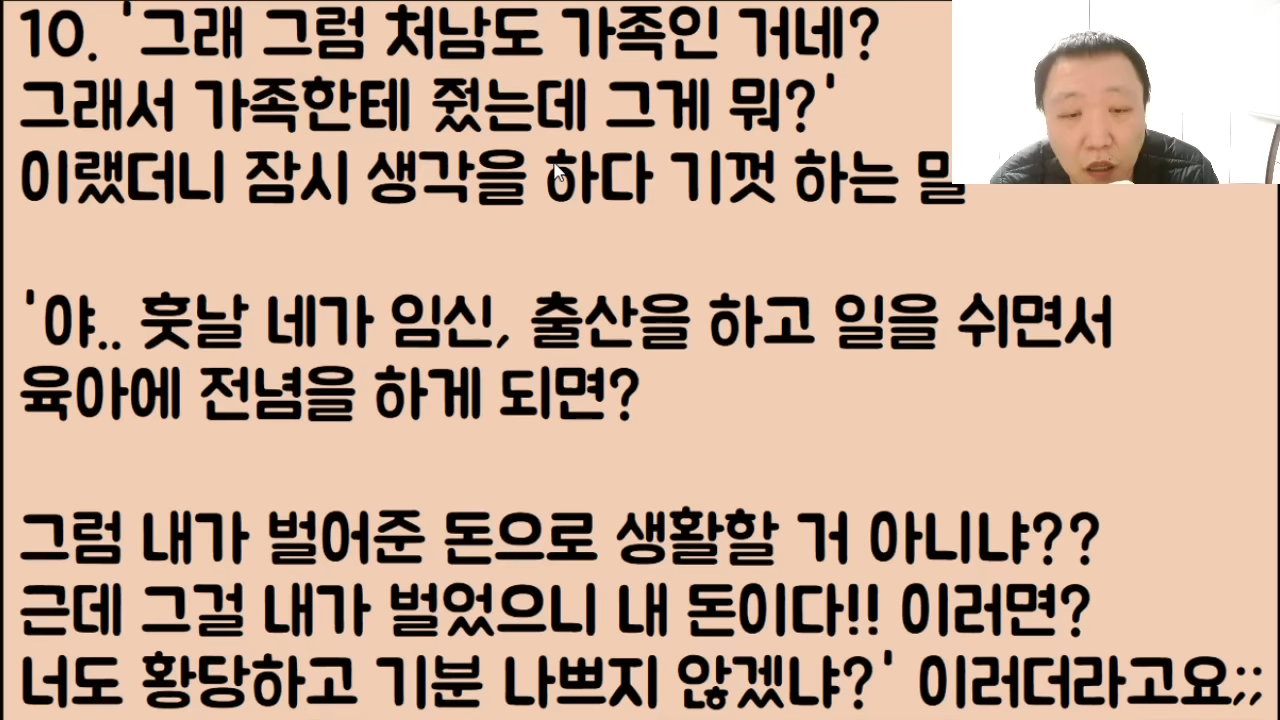 10. '그래 그럼 처남도 가족인 거네?
그래서 가족한테 줬는데 그게 뭐?'
이랬더니 잠시 생각을 하다 기껏 하는 말
'야.. 훗날 네가 임신, 출산을 하고 일을 쉬면서
육아에 전념을 하게 되면?
그럼 내가 벌어준 돈으로 생활할 거 아니냐??
근데 그걸 내가 벌었으니 내 돈이다!! 이러면?
너도 황당하고 기분 나쁘지 않겠냐?' 이러더라고요;;